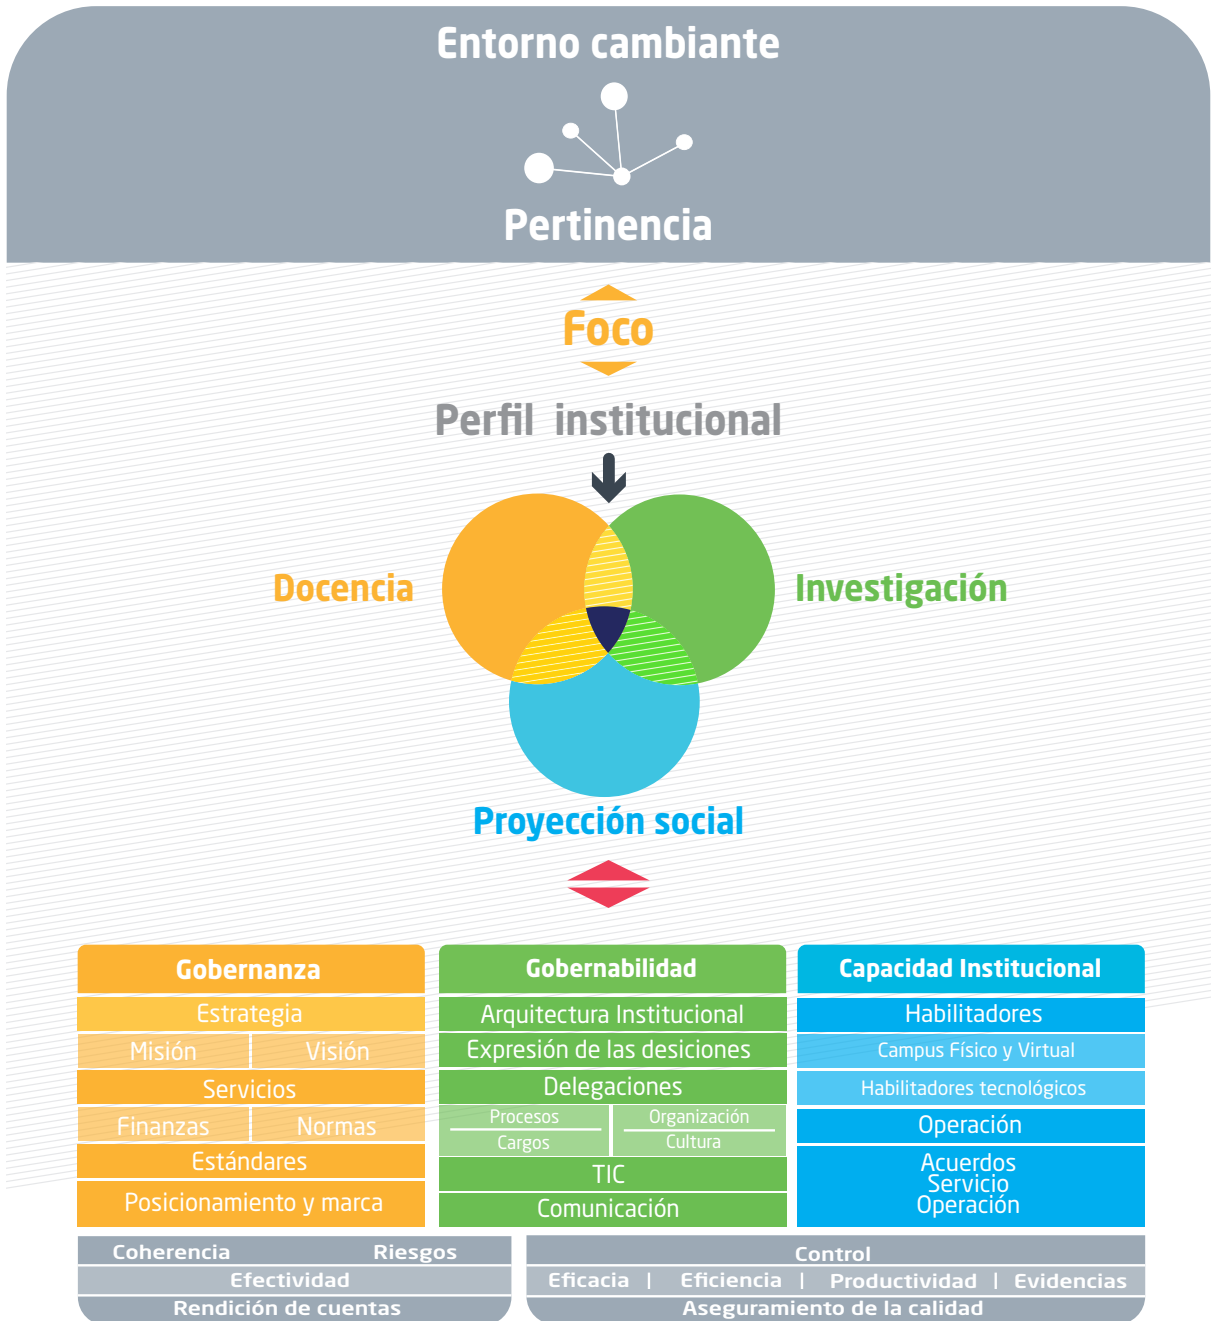 Entorno cambiante
Pertinencia
Foco
Perfil institucional
Docencia
Investigación
Proyección social
Gobernanza
Estrategia
Misión
Visión
Servicios
Finanzas
Normas
Estándares
Posicionamiento y marca
Gobernabilidad
Arquitectura Institucional
Expresión de las desiciones
Delegaciones
Procesos
Cargos
Organización
Cultura
TIC
Comunicación
Capacidad Institucional
Habilitadores
Campus Físico y Virtual
Habilitadores tecnológicos
Operación
Acuerdos
Servicio
Operación
Coherencia
Riesgos
Efectividad
Rendición de cuentas
Control
Eficacia | Eficiencia | Productividad | Evidencias
Aseguramiento de la calidad